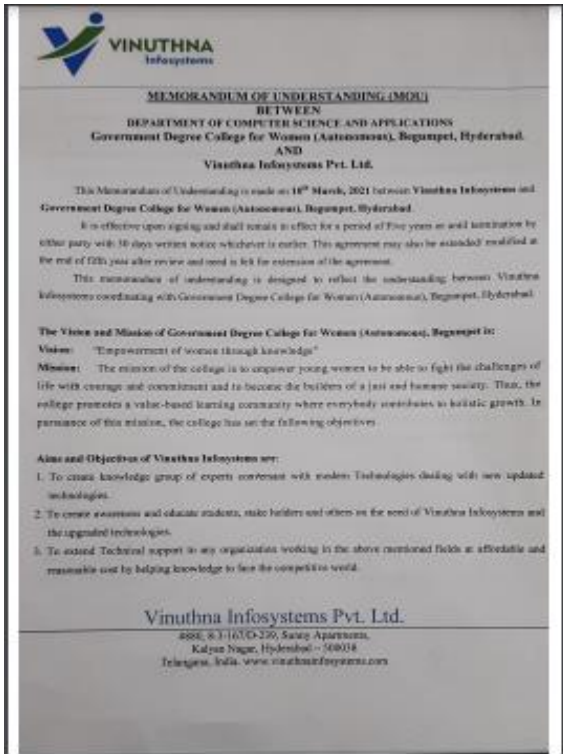 VINUTHNA
Infosystems
MEMORANDUM OF UNDERSTANDING (MOU)
BETWEEN
DEPARTMENT OF COMPUTER SCIENCE AND APPLICATIONS
Government Degree College for Women (Autonomous), Begumpet, Hyderabad.
AND
Vinuthna Infosystems Pvt. Ltd.
This Memorandum of Understanding is made on 10th March, 2021 between Vinuthna Infosystems and
Government Degree College for Women (Autonomous), Begumpet, Hyderabad.
It is effective upon signing and shall remain in effect for a period of Five years or until termination by
either party with 30 days written notice whichever is earlier. This agreement may also be extended/ modified at
the end of fifth year after review and need is felt for extension of the agreement.
This memorandum of understanding is designed to reflect the understanding between Vinuthna
Infosystems coordinating with Government Degree College for Women (Autonomous), Begumpet, Hyderabad.
The Vision and Mission of Government Degree College for Women (Autonomous), Begumpet is:
Vision: "Empowerment of women through knowledge"
Mission: The mission of the college is to empower young women to be able to fight the challenges of
life with courage and commitment and to become the builders of a just and humane society. Thus, the
college promotes a value-based learning community where everybody contributes to holistic growth. In
pursuance of this mission, the college has set the following objectives
Aims and Objectives of Vinuthna Infosystems are:
1. To create knowledge group of experts conversant with modern Technologies dealing with new updated
technologies.
2. To create awareness and educate students, stake holders and others on the need of Vinuthna Infosystems and
the upgraded technologies.
3. To extend Technical support to any organization working in the above mentioned fields at affordable and
reasonable cost by helping knowledge to face the competitive world.
Vinuthna Infosystems Pvt. Ltd.
8-3-167/D-239, Sunny Apartments,
Kalyan Nagar, Hyderabad – 500038
Telangana, India. www.vinuthnainfosystems.com